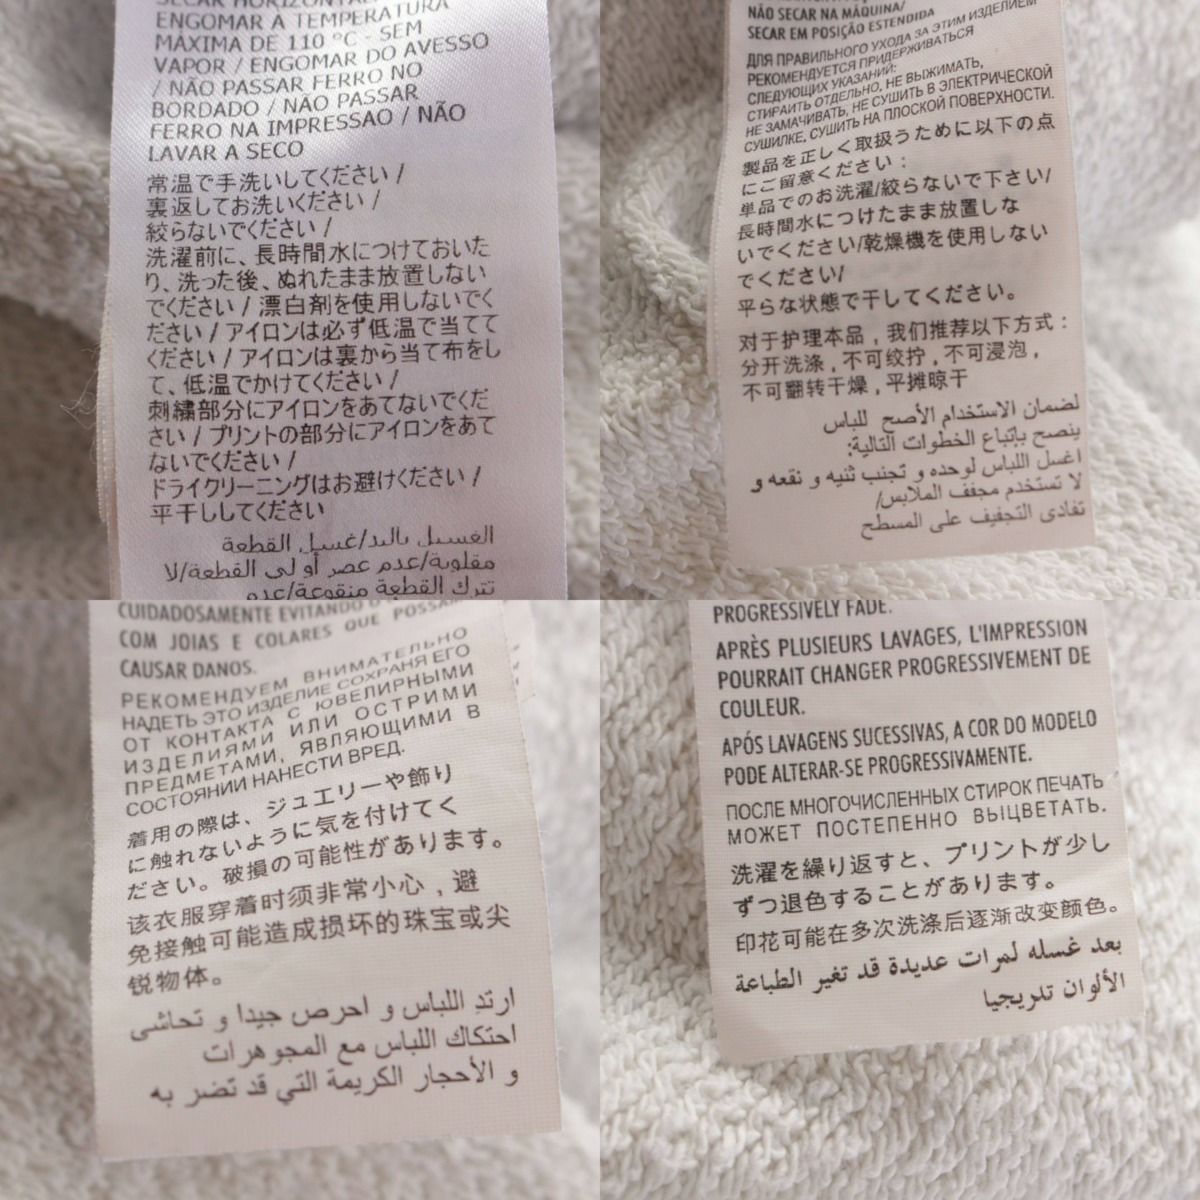 SECAR HORIZONTAL
ENGOMAR A TEMPERATURA
MÁXIMA DE 110 °C - SEM
VAPOR / ENGOMAR DO AVESSO
/ NÃO PASSAR FERRO NO
BORDADO / NÃO PASSAR
FERRO NA IMPRESSAO / NÃO
LAVAR A SECO
常温で手洗いしてください /
裏返してお洗いください /
絞らないでください /
洗濯前に、長時間水につけておいた
り、洗った後、ぬれたまま放置しない
でください / 漂白剤を使用しないでく
ださい / アイロンは必ず低温で当てて
ください / アイロンは裏から当て布をし
て、低温でかけてください /
刺繍部分にアイロンをあてないでくだ
さい / プリントの部分にアイロンをあて
ないでください /
ドライクリーニングはお避けください /
平干ししてください
الغسيل باليد/غسيل القطعة
مقلوبة/عدم عصر أو لي القطعة/لا
تترك القطعة منقوعة/عدم
NÃO SECAR NA MÁQUINA/
SECAR EM POSIÇÃO ESTENDIDA
ДЛЯ ПРАВИЛЬНОГО УХОДА ЗА ЭТИМ ИЗДЕЛИЕМ
РЕКОМЕНДУЕТСЯ ПРИДЕРЖИВАТЬСЯ
СЛЕДУЮЩИХ УКАЗАНИЙ:
СТИРАИТЬ ОТДЕЛЬНО, НЕ ВЫЖИМАТЬ,
НЕ ЗАМАЧИВАТЬ, НЕ СУШИТЬ В ЭЛЕКТРИЧЕСКОЙ
СУШИЛКЕ, СУШИТЬ НА ПЛОСКОЙ ПОВЕРХНОСТИ.
製品を正しく取扱うために以下の点
にご留意ください：
単品でのお洗濯/絞らないで下さい/
長時間水につけたまま放置しな
いでください/乾燥機を使用しない
でください/
平らな状態で干してください。
对于护理本品，我们推荐以下方式：
分开洗涤，不可绞拧，不可浸泡，
不可翻转干燥，平摊晾干
لضمان الاستخدام الأصح للباس
ينصح بإتباع الخطوات التالية:
اغسل اللباس لوحده و تجنب ثنيه و نقعه و
لا تستخدم مجفف الملابس/
تفادى التجفيف على المسطح
CUIDADOSAMENTE EVITANDO O
COM JOIAS E COLARES QUE POSSAM
CAUSAR DANOS.
РЕКОМЕНДУЕМ ВНИМАТЕЛЬНО
НАДЕТЬ ЭТО ИЗДЕЛИЕ СОХРАНЯ ЕГО
ОТ КОНТАКТА С ЮВЕЛИРНЫМИ
ИЗДЕЛИЯМИ ИЛИ ОСТРИМИ
ПРЕДМЕТАМИ, ЯВЛЯЮЩИМИ В
СОСТОЯНИИ НАНЕСТИ ВРЕД.
着用の際は、ジュエリーや飾り
に触れないように気を付けてく
ださい。破損の可能性があります。
该衣服穿着时须非常小心，避
免接触可能造成损坏的珠宝或尖
锐物体。
ارتد اللباس و احرص جيدا و تحاشى
احتكاك اللباس مع المجوهرات
و الأحجار الكريمة التي قد تضر به
PROGRESSIVELY FADE.
APRÈS PLUSIEURS LAVAGES, L'IMPRESSION
POURRAIT CHANGER PROGRESSIVEMENT DE
COULEUR.
APÓS LAVAGENS SUCESSIVAS, A COR DO MODELO
PODE ALTERAR-SE PROGRESSIVAMENTE.
ПОСЛЕ МНОГОЧИСЛЕННЫХ СТИРОК ПЕЧАТЬ
МОЖЕТ ПОСТЕПЕННО ВЫЦВЕТАТЬ.
洗濯を繰り返すと、プリントが少し
ずつ退色することがあります。
印花可能在多次洗涤后逐渐改变颜色。
بعد غسله لمرات عديدة قد تغير الطباعة
الألوان تدريجيا